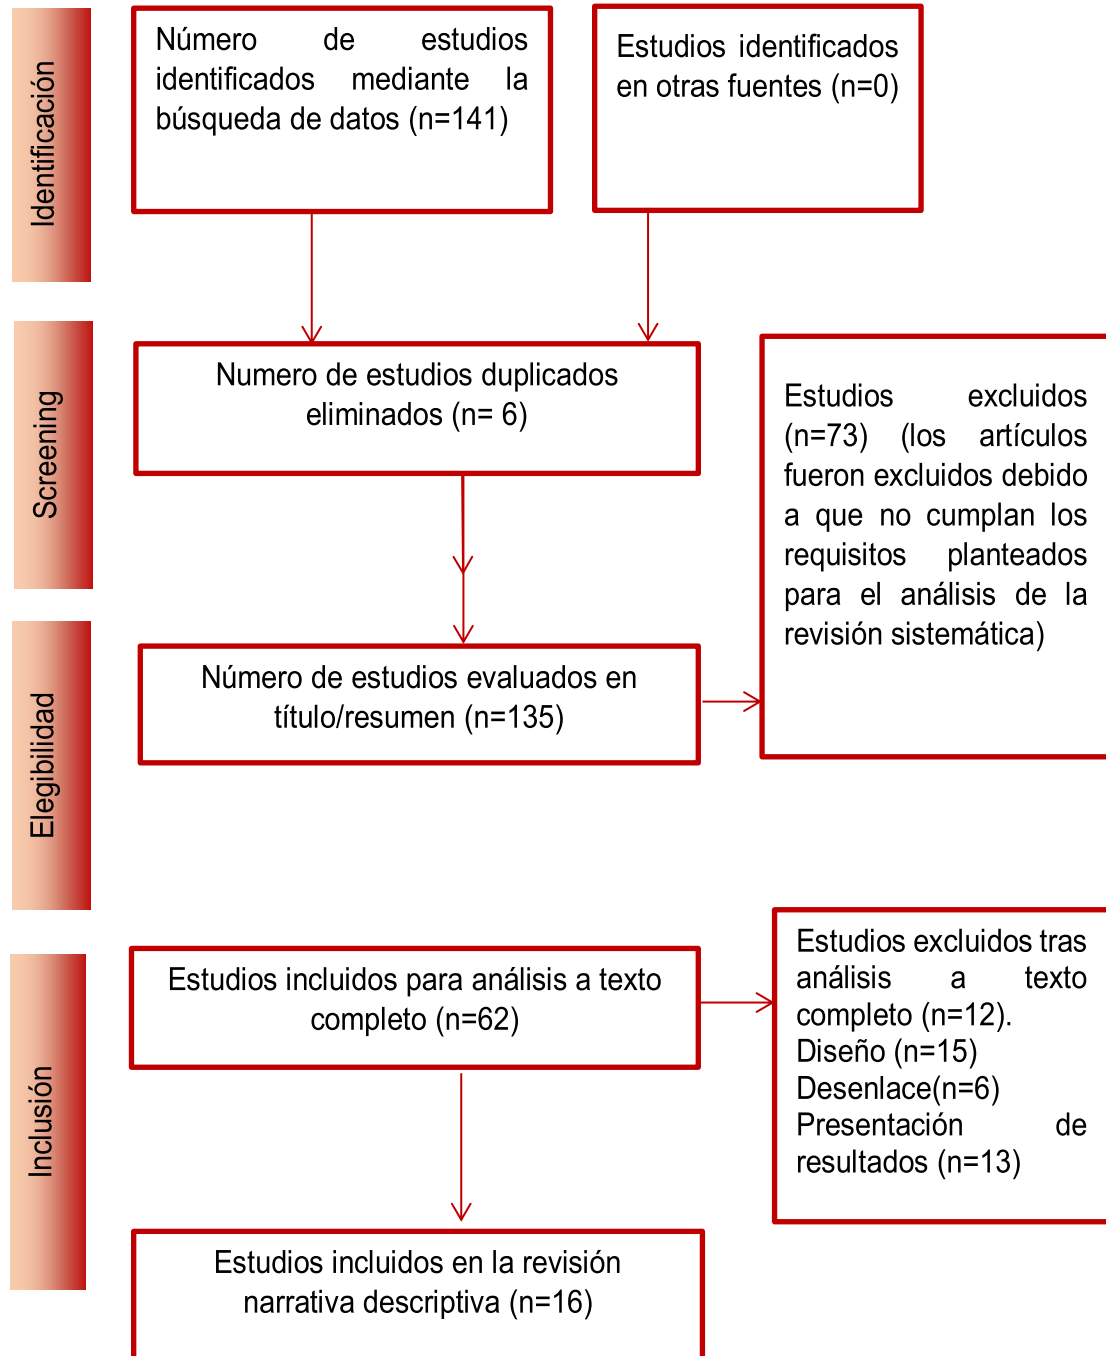 Identificación
Número de estudios
identificados mediante la
búsqueda de datos (n=141)
Estudios identificados
en otras fuentes (n=0)
Screening
Numero de estudios duplicados
eliminados (n= 6)
Estudios excluidos
(n=73) (los artículos
fueron excluidos debido
a que no cumplan los
requisitos planteados
para el análisis de la
revisión sistemática)
Elegibilidad
Número de estudios evaluados en
título/resumen (n=135)
Inclusión
Estudios incluidos para análisis a texto
completo (n=62)
Estudios excluidos tras
análisis a texto
completo (n=12).
Diseño (n=15)
Desenlace(n=6)
Presentación de
resultados (n=13)
Estudios incluidos en la revisión
narrativa descriptiva (n=16)